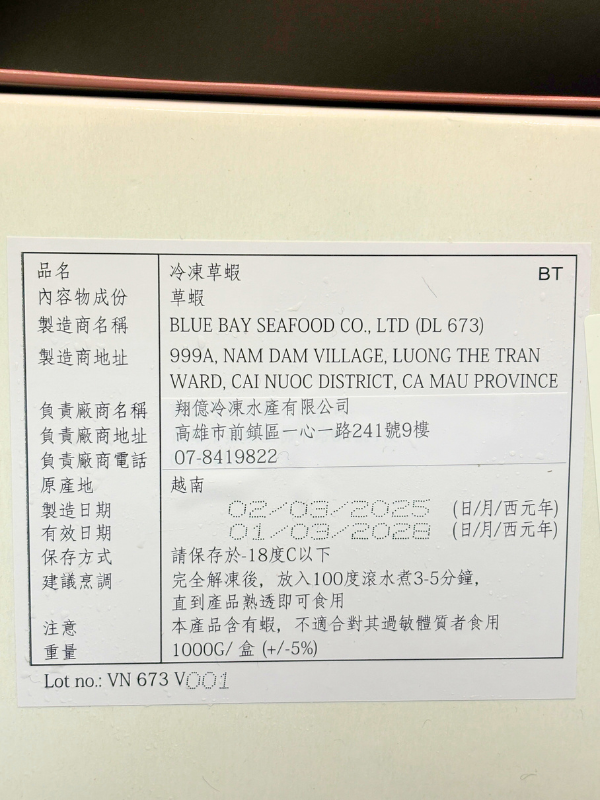 品名 冷凍草蝦 BT
內容物成份 草蝦
製造商名稱 BLUE BAY SEAFOOD CO., LTD (DL 673)
製造商地址 999A, NAM DAM VILLAGE, LUONG THE TRAN
WARD, CAI NUOC DISTRICT, CA MAU PROVINCE
負責廠商名稱 翔億冷凍水產有限公司
負責廠商地址 高雄市前鎮區一心一路241號9樓
負責廠商電話 07-8419822
原產地 越南
製造日期 02/03/2025 (日/月/西元年)
有效日期 01/03/2028 (日/月/西元年)
保存方式 請保存於-18度C以下
建議烹調 完全解凍後，放入100度滾水煮3-5分鐘，
直到產品熟透即可食用
注意 本產品含有蝦，不適合對其過敏體質者食用
重量 1000G/ 盒 (+/-5%)
Lot no.: VN 673 V001